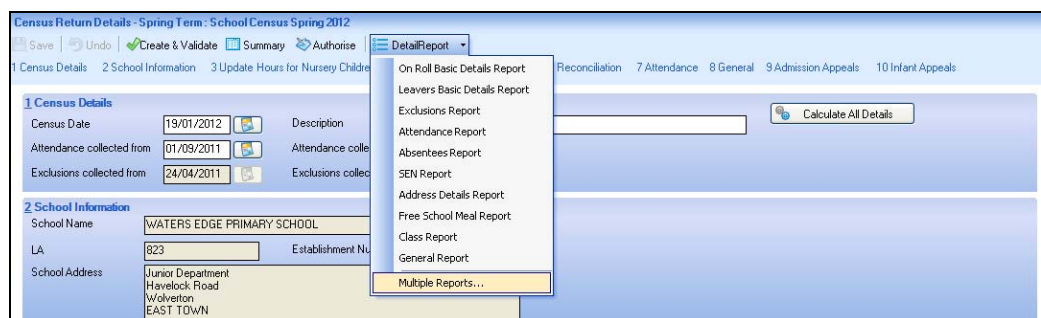 Census Return Details - Spring Term : School Census Spring 2012
Save Undo Create & Validate Summary Authorise DetailReport
1 Census Details 2 School Information 3 Update Hours for Nursery Childre Reconciliation 7 Attendance 8 General 9 Admission Appeals 10 Infant Appeals
On Roll Basic Details Report
Leavers Basic Details Report
Exclusions Report
Attendance Report
Absentees Report
SEN Report
Address Details Report
Free School Meal Report
Class Report
General Report
Multiple Reports...
1 Census Details
Calculate All Details
Census Date 19/01/2012 Description
Attendance collected from 01/09/2011 Attendance colle
Exclusions collected from 24/04/2011 Exclusions collec
2 School Information
School Name WATERS EDGE PRIMARY SCHOOL
LA 823 Establishment Nu
School Address Junior Department
Havelock Road
Wolverton
EAST TOWN